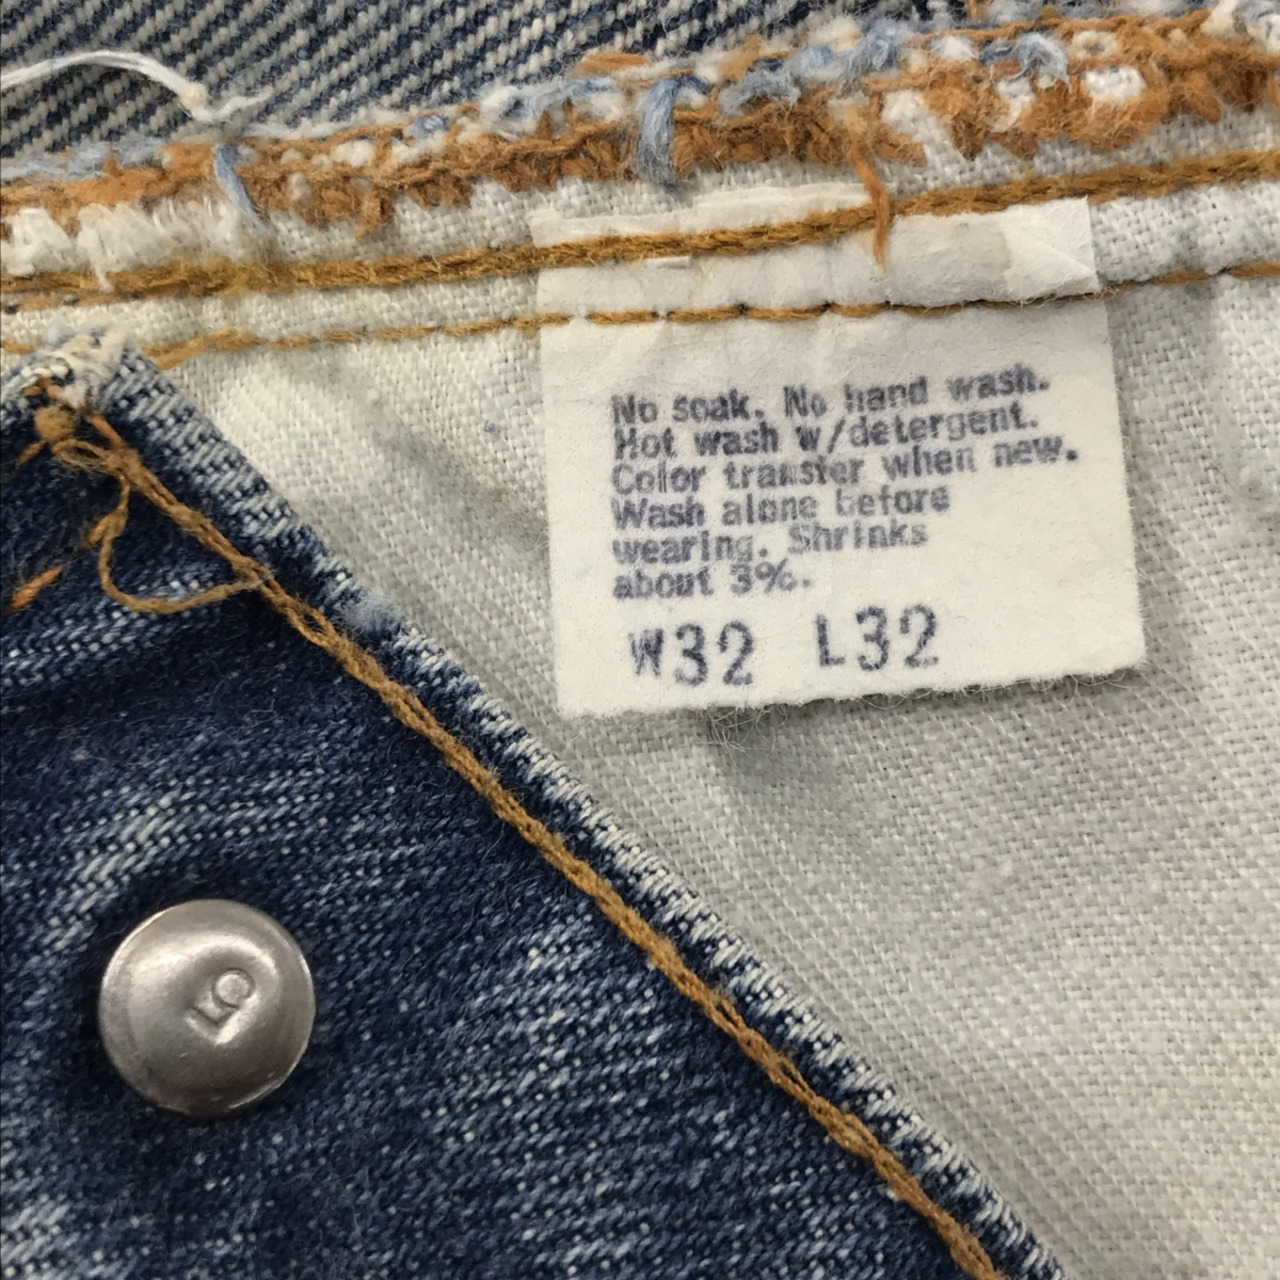 No soak. No hand wash.
Hot wash w/detergent.
Color transfer when new.
Wash alone before
wearing. Shrinks
about 3%.
W32 L32
5